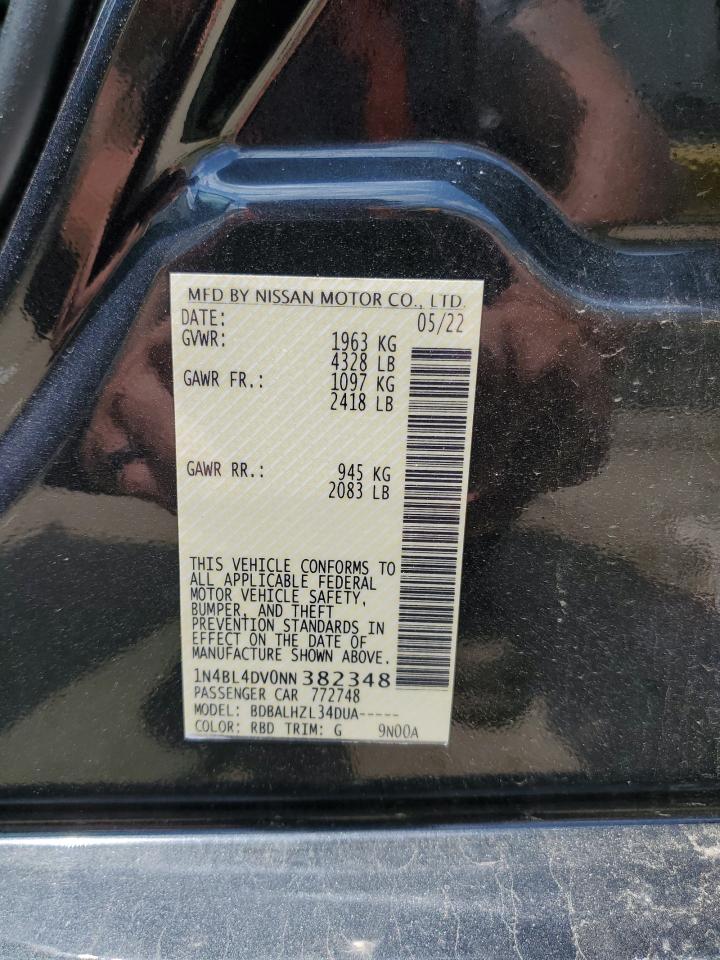 MFD BY NISSAN MOTOR CO., LTD.
DATE: 05/22
GVWR: 1963 KG
4328 LB
GAWR FR.: 1097 KG
2418 LB
GAWR RR.: 945 KG
2083 LB
THIS VEHICLE CONFORMS TO
ALL APPLICABLE FEDERAL
MOTOR VEHICLE SAFETY,
BUMPER, AND THEFT
PREVENTION STANDARDS IN
EFFECT ON THE DATE OF
MANUFACTURE SHOWN ABOVE.
1N4BL4DV0NN382348
PASSENGER CAR 772748
MODEL: BDBALHZL34DUA-----
COLOR: RBD TRIM: G 9N00A